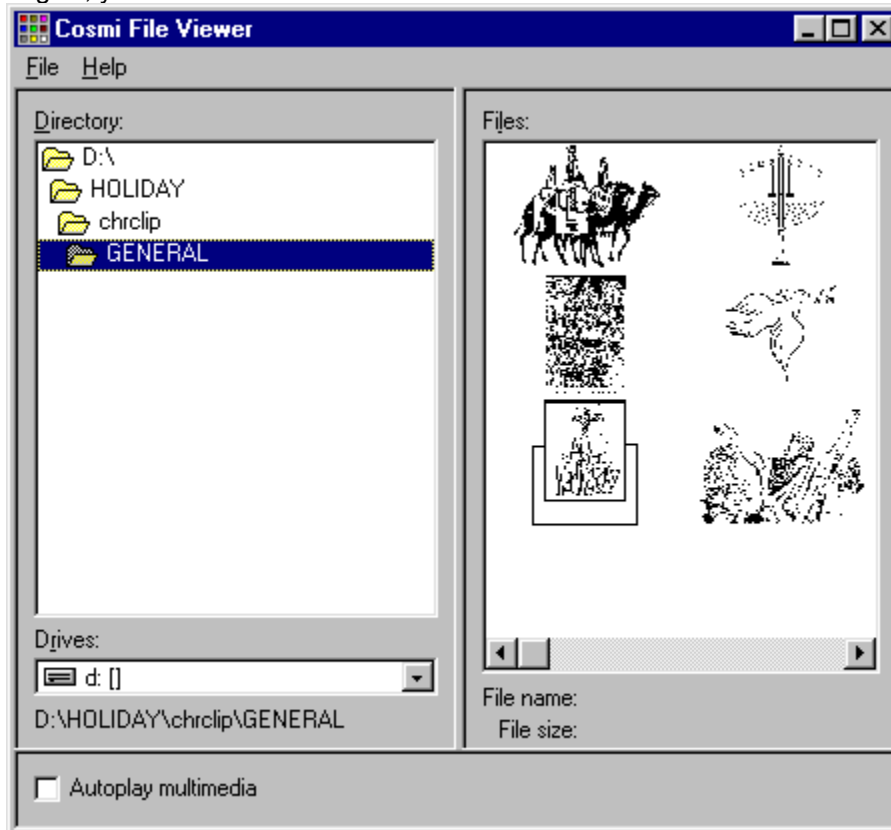 Cosmi File Viewer
File Help
Directory:
D:\
HOLIDAY
chrclip
GENERAL
Drives:
d: []
D:\HOLIDAY\chrclip\GENERAL
Files:
File name:
File size:
Autoplay multimedia